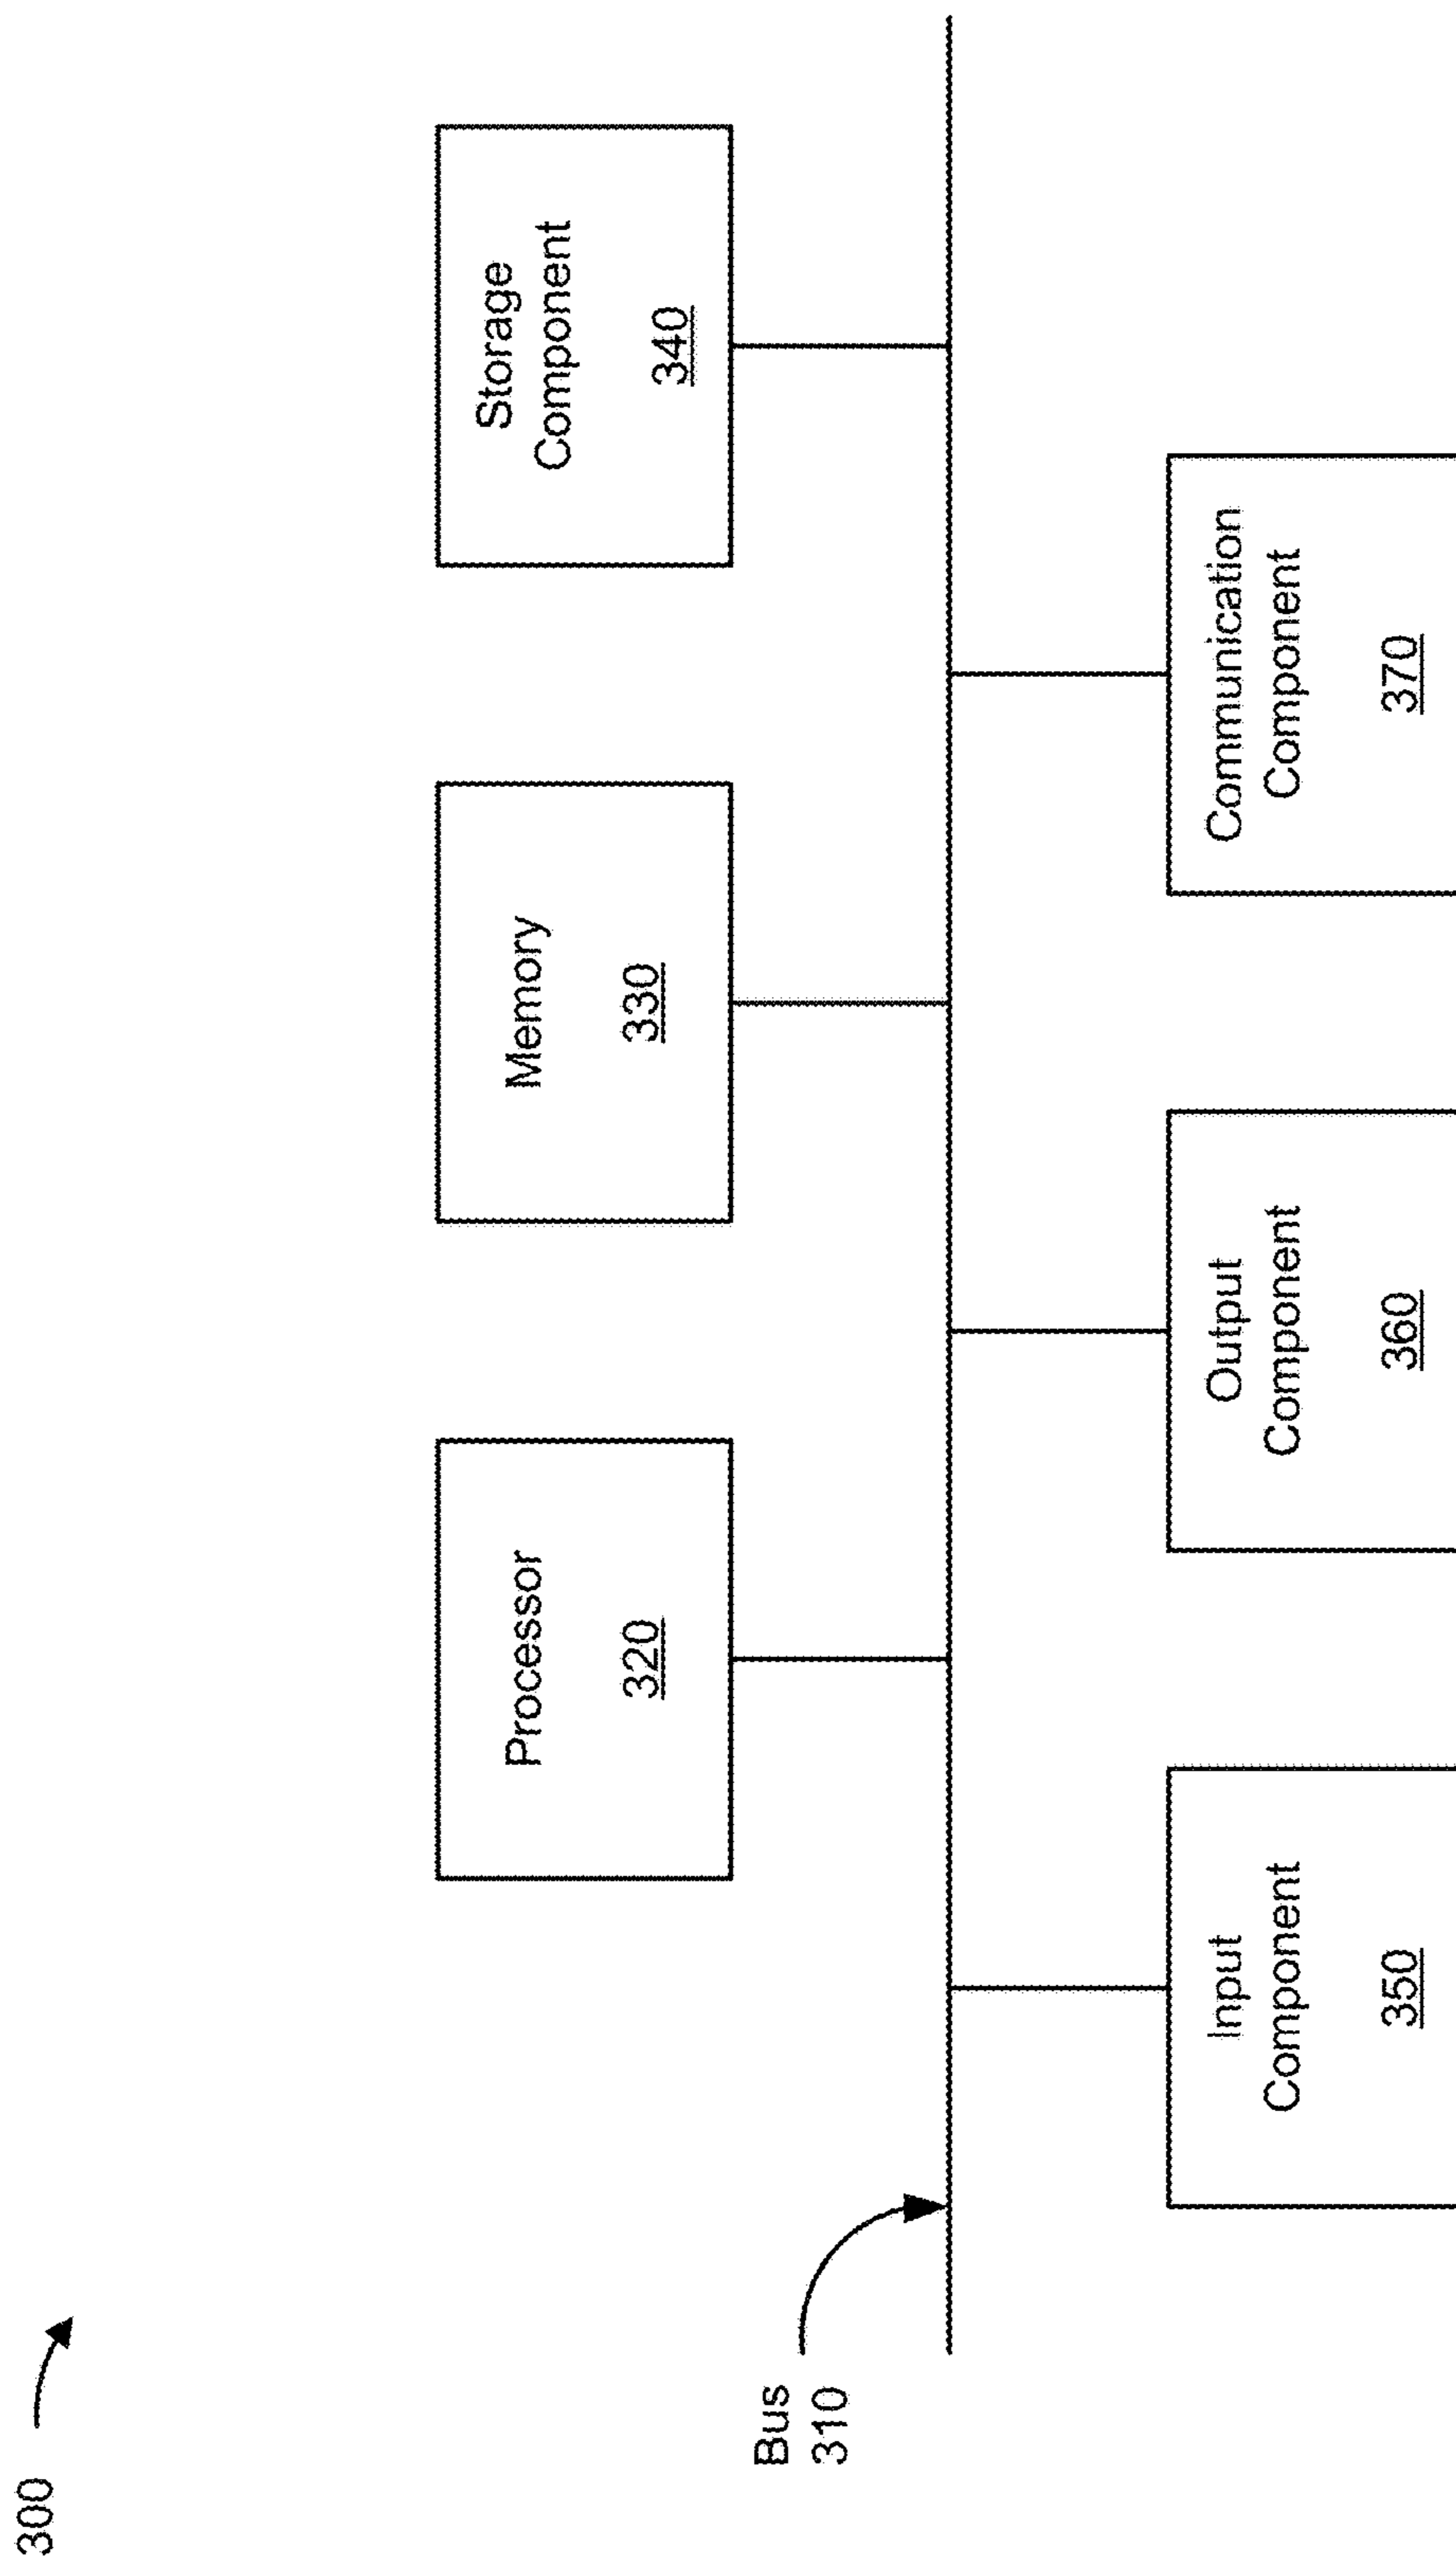 300
Processor
320
Memory
330
Storage
Component
340
Bus
310
Input
Component
350
Output
Component
360
Communication
Component
370